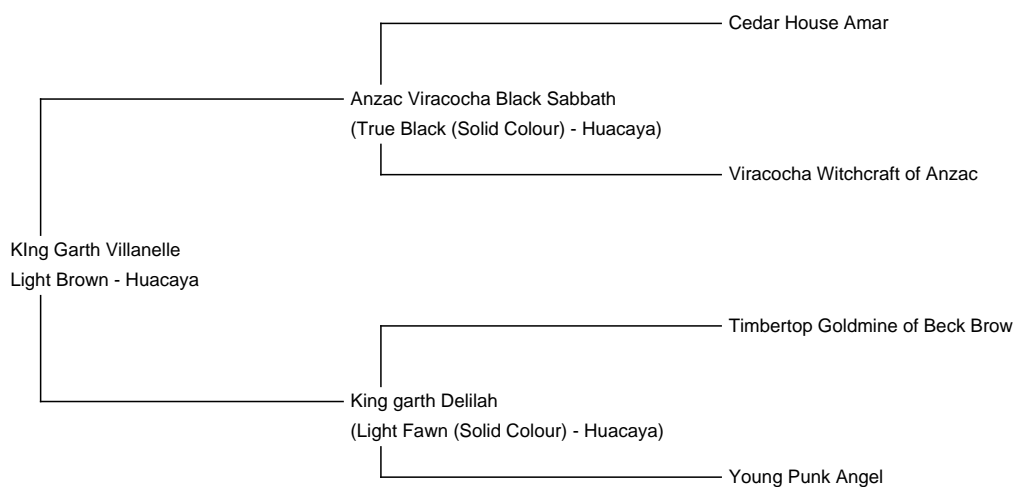 Cedar House Amar
Anzac Viracocha Black Sabbath
(True Black (Solid Colour) - Huacaya)
Viracocha Witchcraft of Anzac
KIng Garth Villanelle
Light Brown - Huacaya
Timbertop Goldmine of Beck Brow
King garth Delilah
(Light Fawn (Solid Colour) - Huacaya)
Young Punk Angel